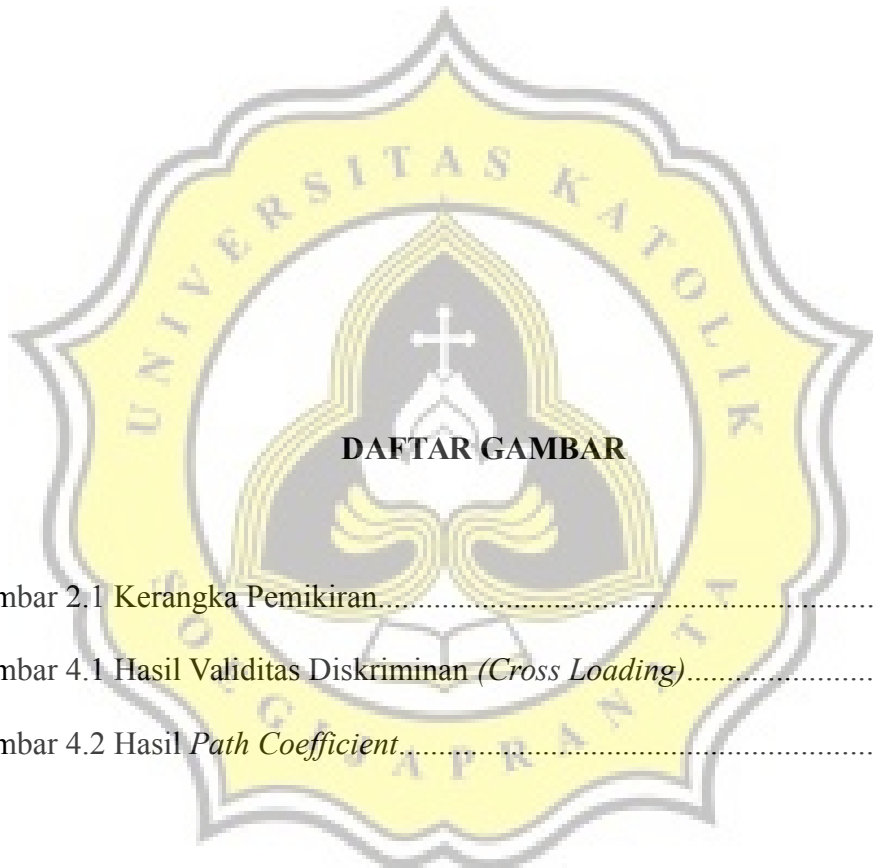 UNIVERSITAS KATOLIK
DAFTAR GAMBAR
mbar 2.1 Kerangka Pemikiran....................................................................................
mbar 4.1 Hasil Validitas Diskriminan (Cross Loading)...........................
mbar 4.2 Hasil Path Coefficient.................................................................
SOEGIJAPRANATA